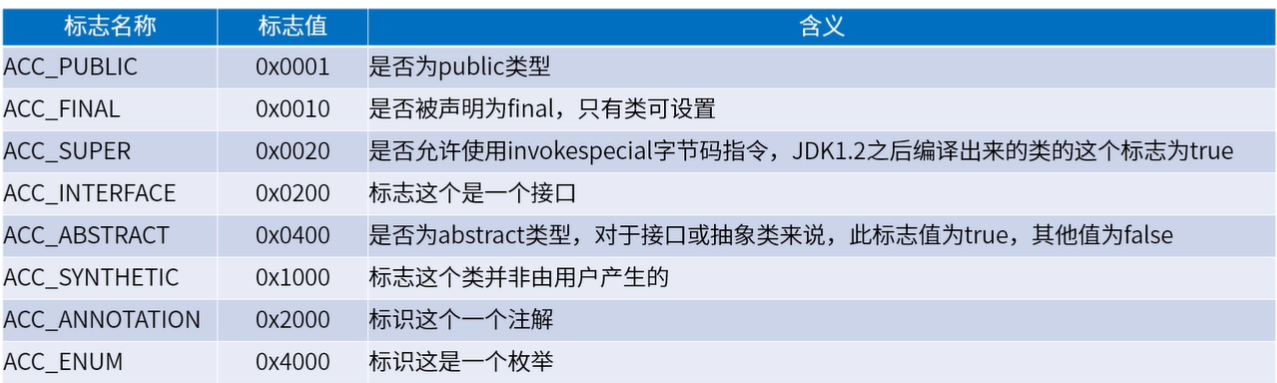 标志名称 标志值 含义
ACC_PUBLIC 0x0001 是否为public类型
ACC_FINAL 0x0010 是否被声明为final，只有类可设置
ACC_SUPER 0x0020 是否允许使用invokespecial字节码指令，JDK1.2之后编译出来的类的这个标志为true
ACC_INTERFACE 0x0200 标志这个是一个接口
ACC_ABSTRACT 0x0400 是否为abstract类型，对于接口或抽象类来说，此标志值为true，其他值为false
ACC_SYNTHETIC 0x1000 标志这个类并非由用户产生的
ACC_ANNOTATION 0x2000 标识这个一个注解
ACC_ENUM 0x4000 标识这是一个枚举